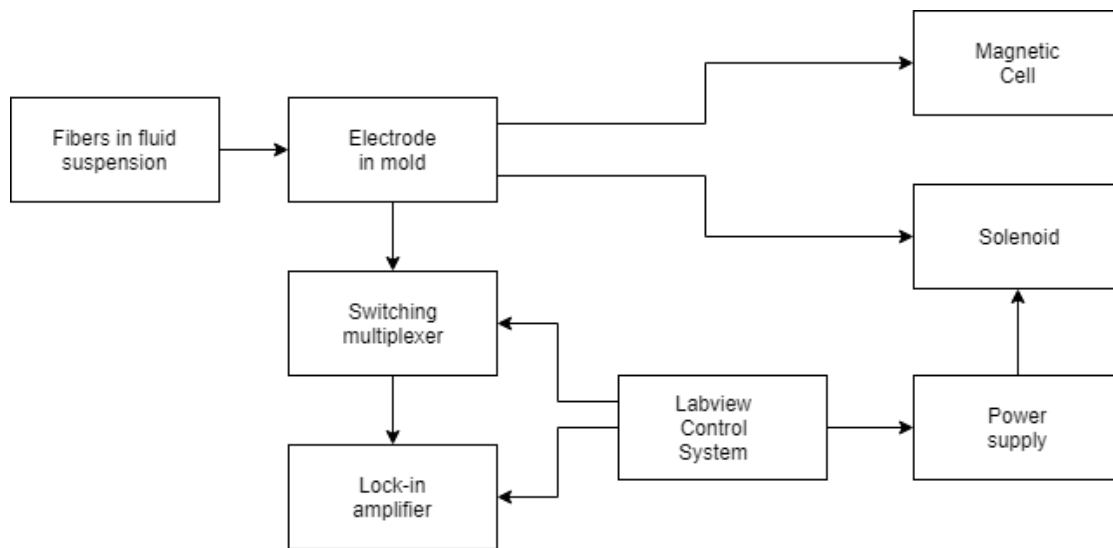 Magnetic
Cell
Fibers in fluid
suspension
Electrode
in mold
Solenoid
Switching
multiplexer
Labview
Control
System
Power
supply
Lock-in
amplifier